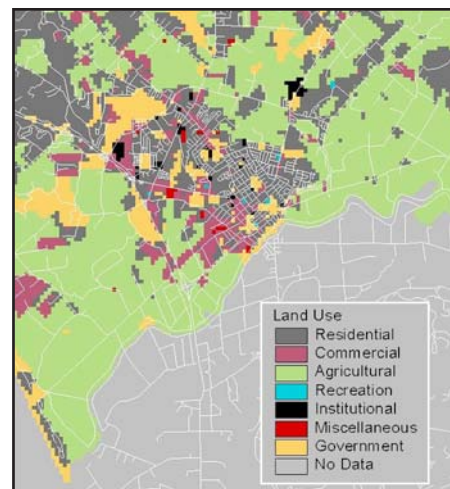 Land Use
Residential
Commercial
Agricultural
Recreation
Institutional
Miscellaneous
Government
No Data